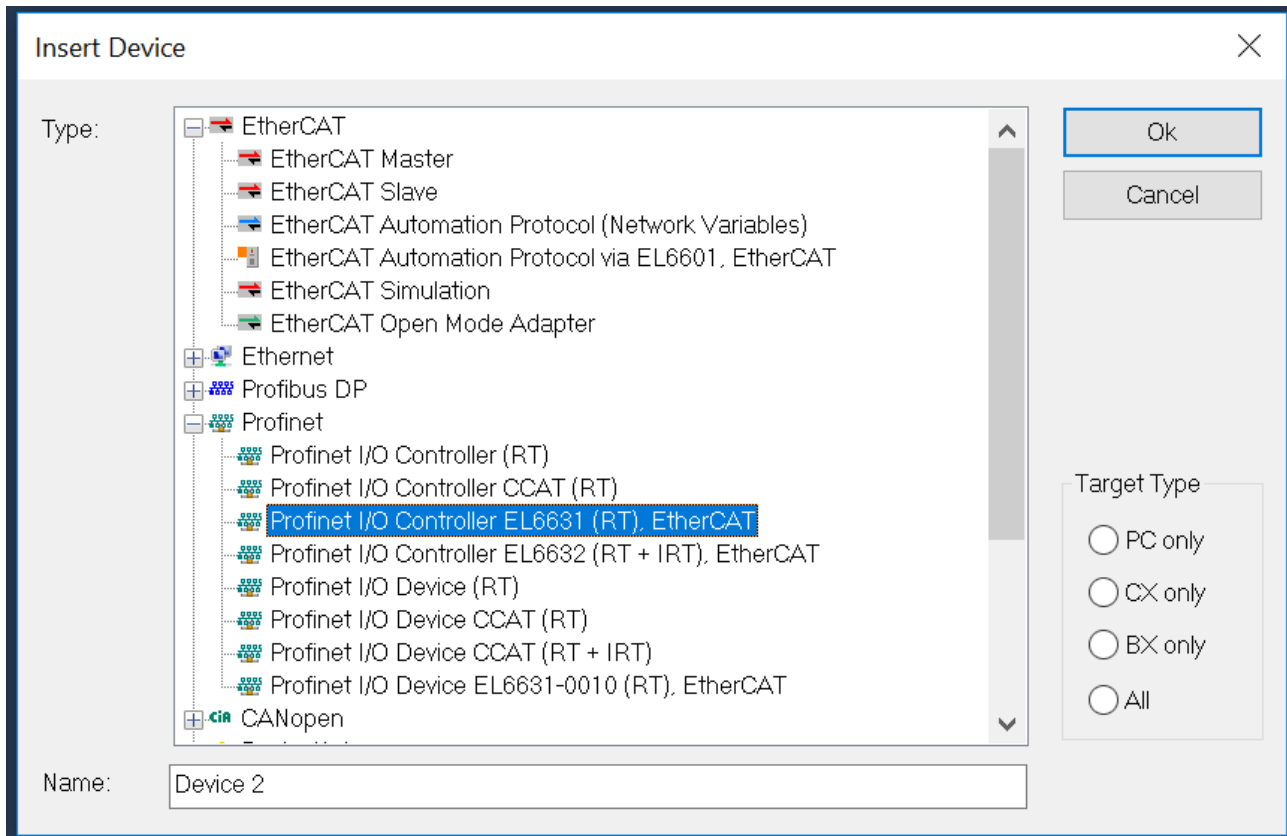 Insert Device
Type:
EtherCAT
EtherCAT Master
EtherCAT Slave
EtherCAT Automation Protocol (Network Variables)
EtherCAT Automation Protocol via EL6601, EtherCAT
EtherCAT Simulation
EtherCAT Open Mode Adapter
Ethernet
Profibus DP
Profinet
Profinet I/O Controller (RT)
Profinet I/O Controller CCAT (RT)
Profinet I/O Controller EL6631 (RT), EtherCAT
Profinet I/O Controller EL6632 (RT + IRT), EtherCAT
Profinet I/O Device (RT)
Profinet I/O Device CCAT (RT)
Profinet I/O Device CCAT (RT + IRT)
Profinet I/O Device EL6631-0010 (RT), EtherCAT
CiA CANopen
Ok
Cancel
Target Type
PC only
CX only
BX only
All
Name:
Device 2